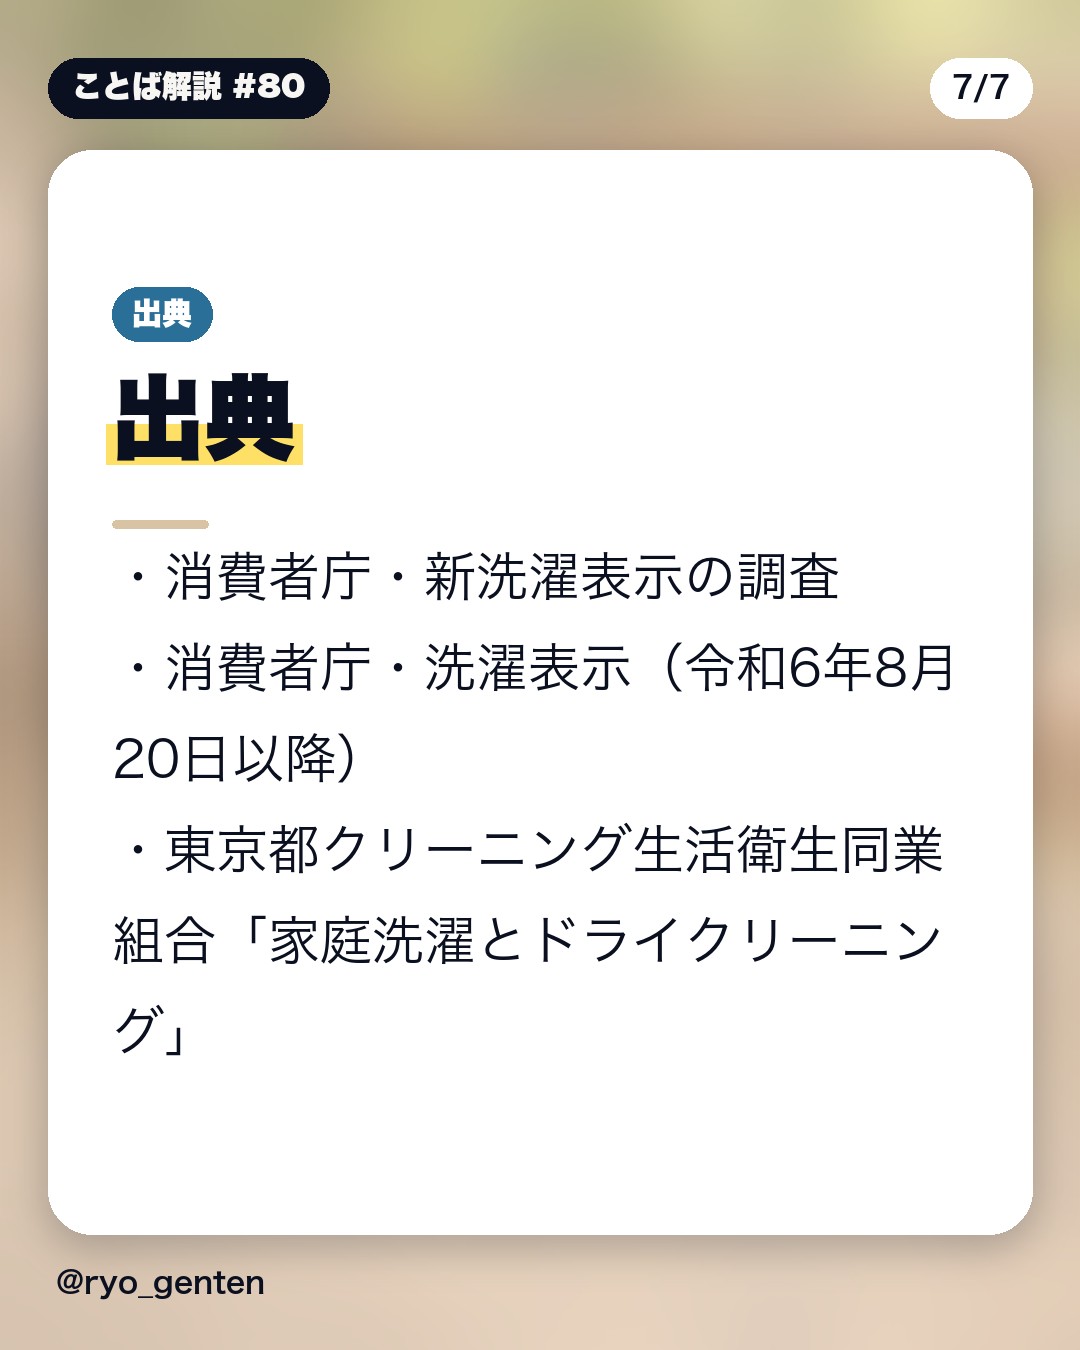 ことば解説 #80
7/7
出典
出典
・消費者庁・新洗濯表示の調査
・消費者庁・洗濯表示（令和6年8月
20日以降）
・東京都クリーニング生活衛生同業
組合「家庭洗濯とドライクリーニン
グ」
@ryo_genten